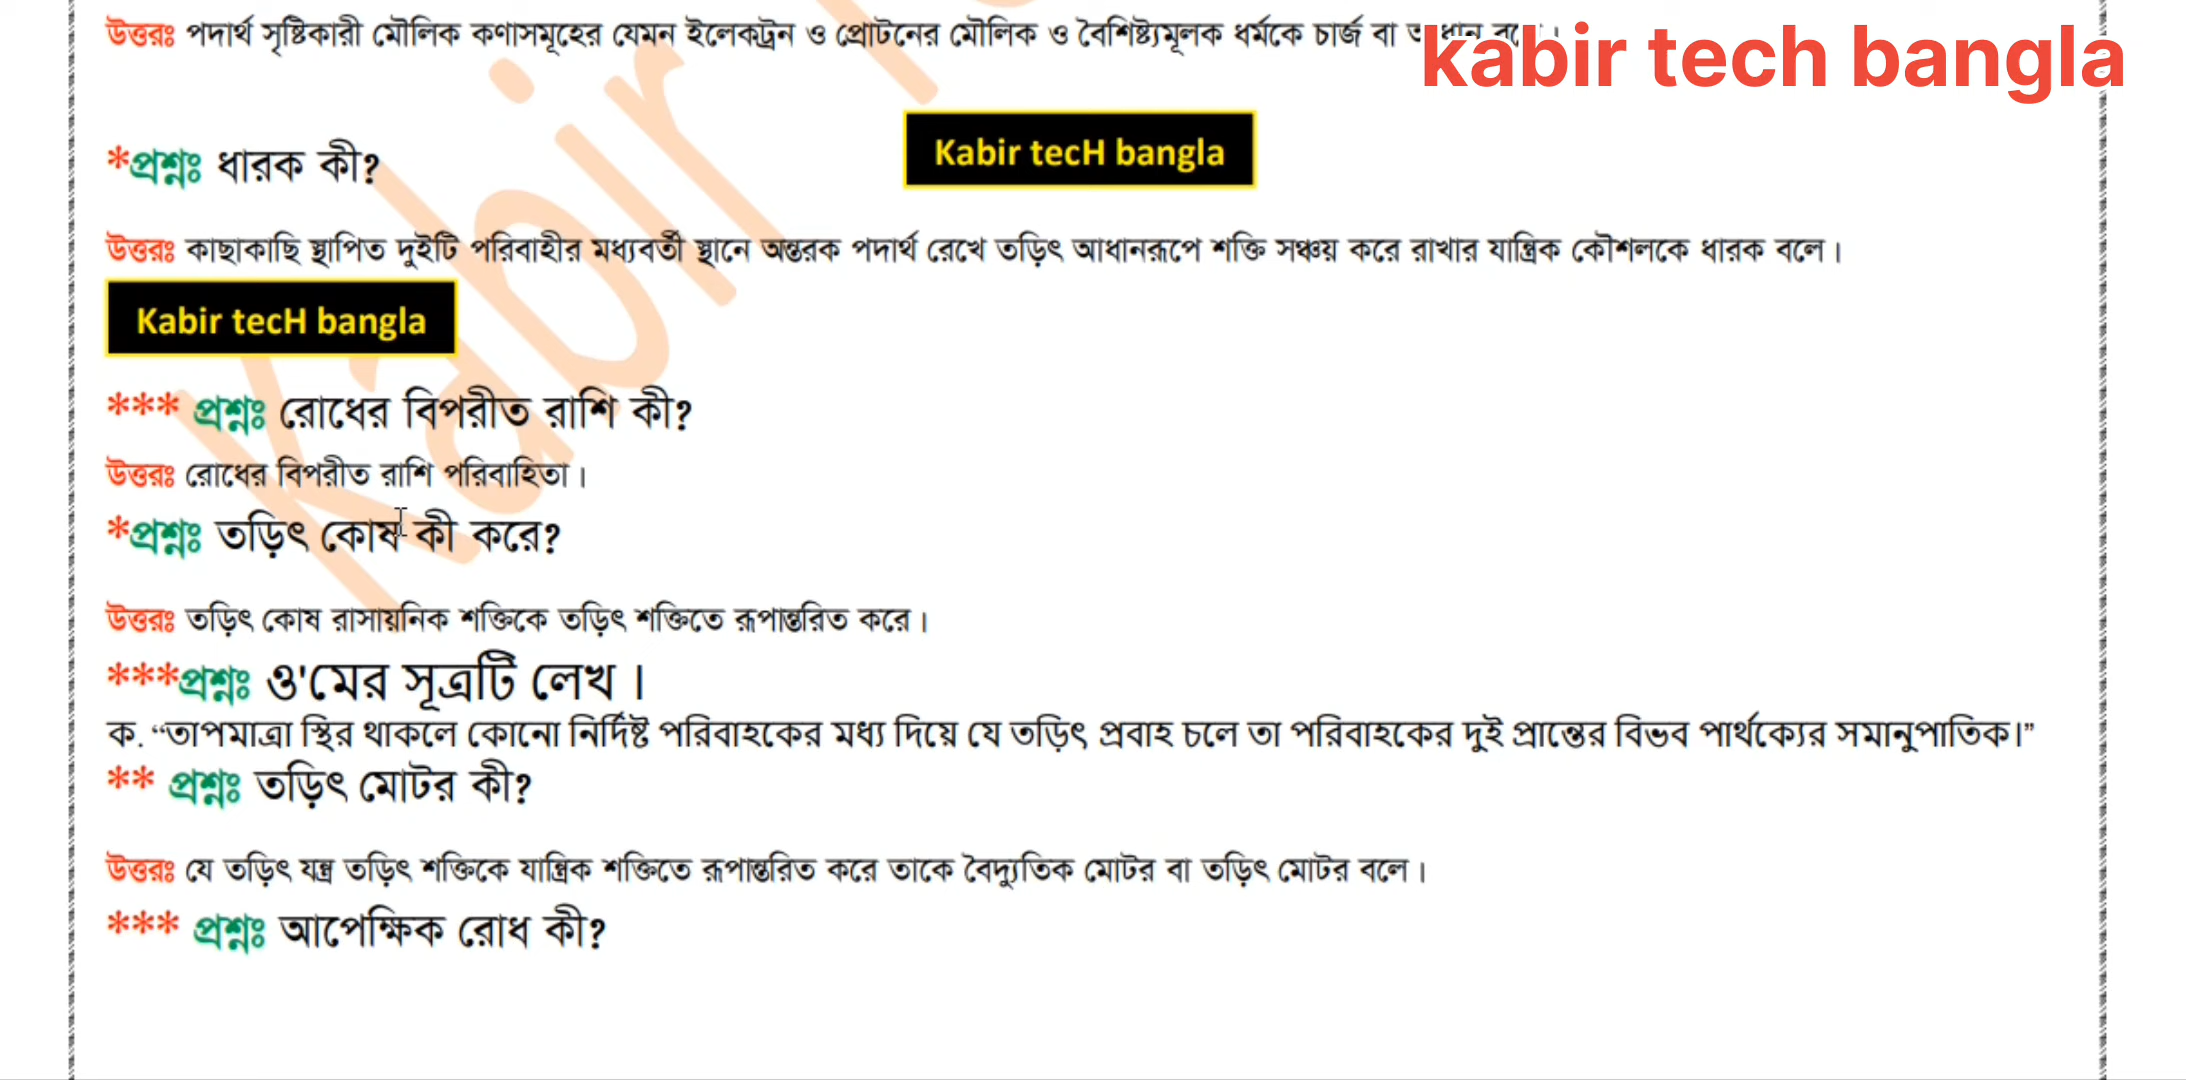 উত্তরঃ পদার্থ সৃষ্টিকারী মৌলিক কণাসমূহের যেমন ইলেকট্রন ও প্রোটনের মৌলিক ও বৈশিষ্ট্যমূলক ধর্মকে চার্জ বা
kabir tech bangla
Kabir tecH bangla
*প্রশ্নঃ ধারক কী?
উত্তরঃ কাছাকাছি স্থাপিত দুইটি পরিবাহীর মধ্যবর্তী স্থানে অন্তরক পদার্থ রেখে তড়িৎ আধানরূপে শক্তি সঞ্চয় করে রাখার যান্ত্রিক কৌশলকে ধারক বলে।
Kabir tecH bangla
*** প্রশ্নঃ রোধের বিপরীত রাশি কী?
উত্তরঃ রোধের বিপরীত রাশি পরিবাহিতা।
*প্রশ্নঃ তড়িৎ কোষ কী করে?
উত্তরঃ তড়িৎ কোষ রাসায়নিক শক্তিকে তড়িৎ শক্তিতে রূপান্তরিত করে।
***প্রশ্নঃ ও'মের সূত্রটি লেখ।
ক. “তাপমাত্রা স্থির থাকলে কোনো নির্দিষ্ট পরিবাহকের মধ্য দিয়ে যে তড়িৎ প্রবাহ চলে তা পরিবাহকের দুই প্রান্তের বিভব পার্থক্যের সমানুপাতিক।”
** প্রশ্নঃ তড়িৎ মোটর কী?
উত্তরঃ যে তড়িৎ যন্ত্র তড়িৎ শক্তিকে যান্ত্রিক শক্তিতে রূপান্তরিত করে তাকে বৈদ্যুতিক মোটর বা তড়িৎ মোটর বলে।
*** প্রশ্নঃ আপেক্ষিক রোধ কী?
Kabir